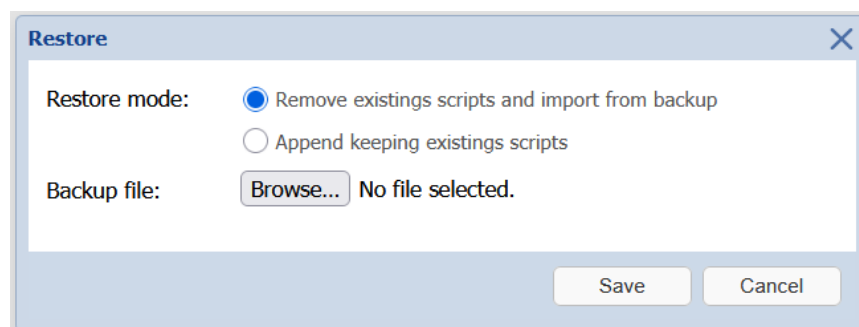 Restore
Restore mode: Remove existings scripts and import from backup
Append keeping existings scripts
Backup file: Browse... No file selected.
Save Cancel